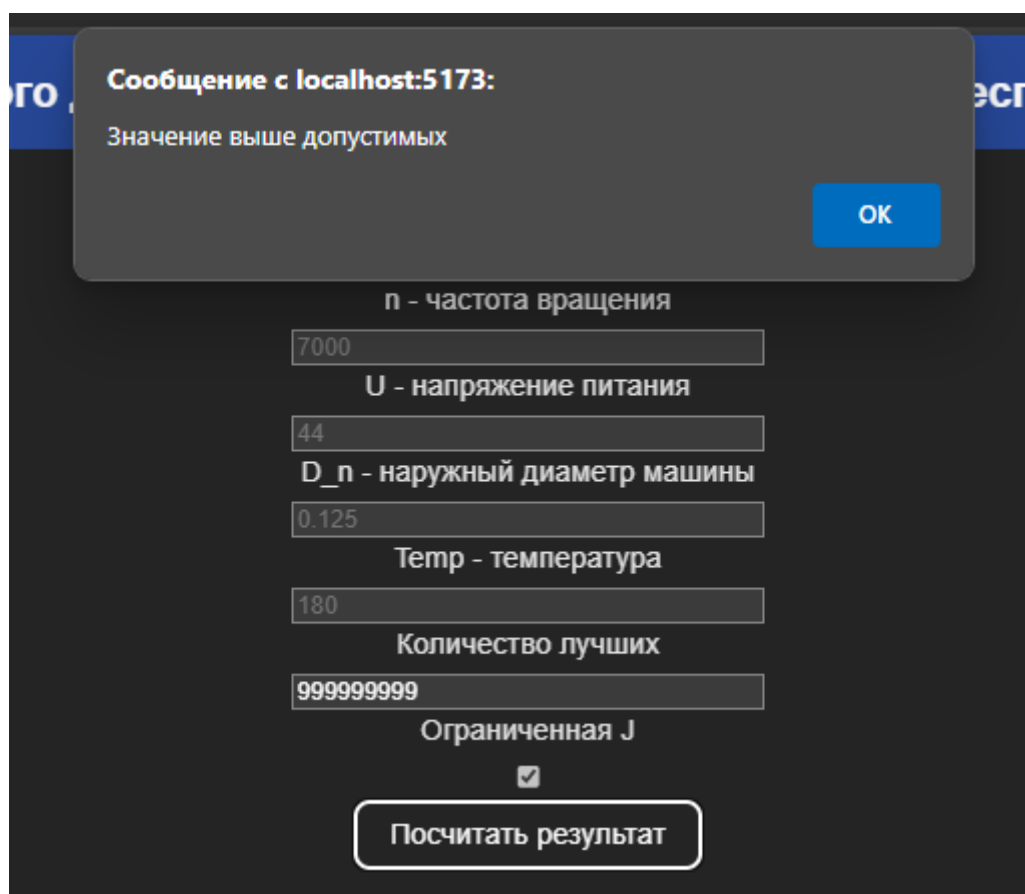 Сообщение с localhost:5173:
Значение выше допустимых
ОК
n - частота вращения
7000
U - напряжение питания
44
D_n - наружный диаметр машины
0.125
Temp - температура
180
Количество лучших
999999999
Ограниченная J
Посчитать результат